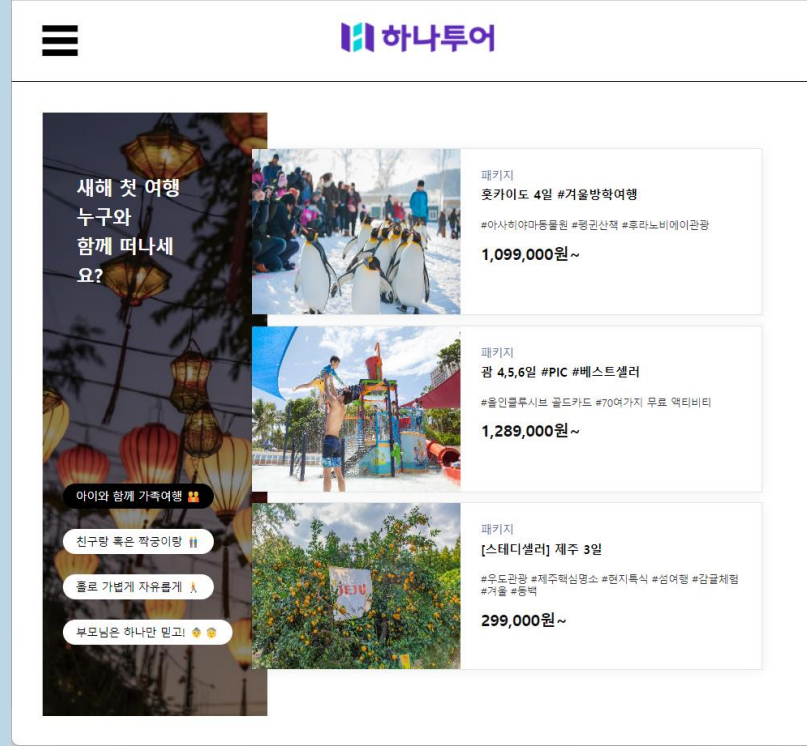 하나투어
새해 첫 여행
누구와
함께 떠나세
요?
아이와 함께 가족여행
친구랑 혹은 짝궁이랑
홀로 가볍게 자유롭게
부모님은 하나만 믿고!
패키지
홋카이도 4일 #겨울방학여행
#아사히야마동물원 #펭귄산책 #후라노비에이관광
1,099,000원~
패키지
괌 4,5,6일 #PIC #베스트셀러
#올인클루시브 골드카드 #70여가지 무료 액티비티
1,289,000원~
JEJU
패키지
[스테디셀러] 제주 3일
#우도관광 #제주핵심명소 #현지특식 #섬여행 #감귤체험
#겨울 #동백
299,000원~